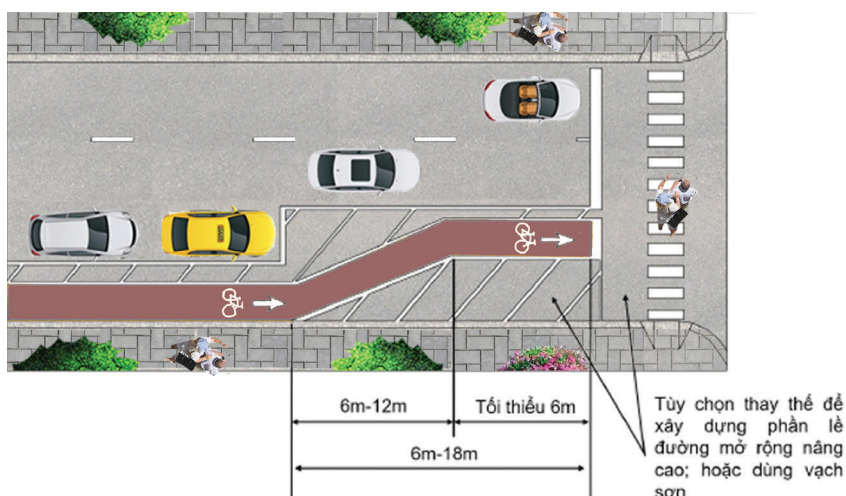 6m-12m
Tối thiểu 6m
6m-18m
Tùy chọn thay thế để
xây dựng phần lề
đường mở rộng nâng
cao; hoặc dùng vạch
sơn